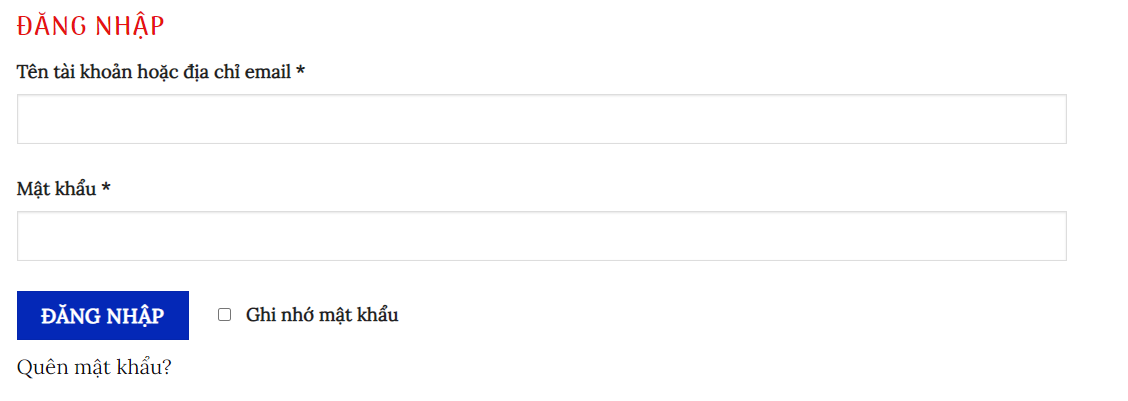 ĐĂNG NHẬP
Tên tài khoản hoặc địa chỉ email *
Mật khẩu *
ĐĂNG NHẬP Ghi nhớ mật khẩu
Quên mật khẩu?